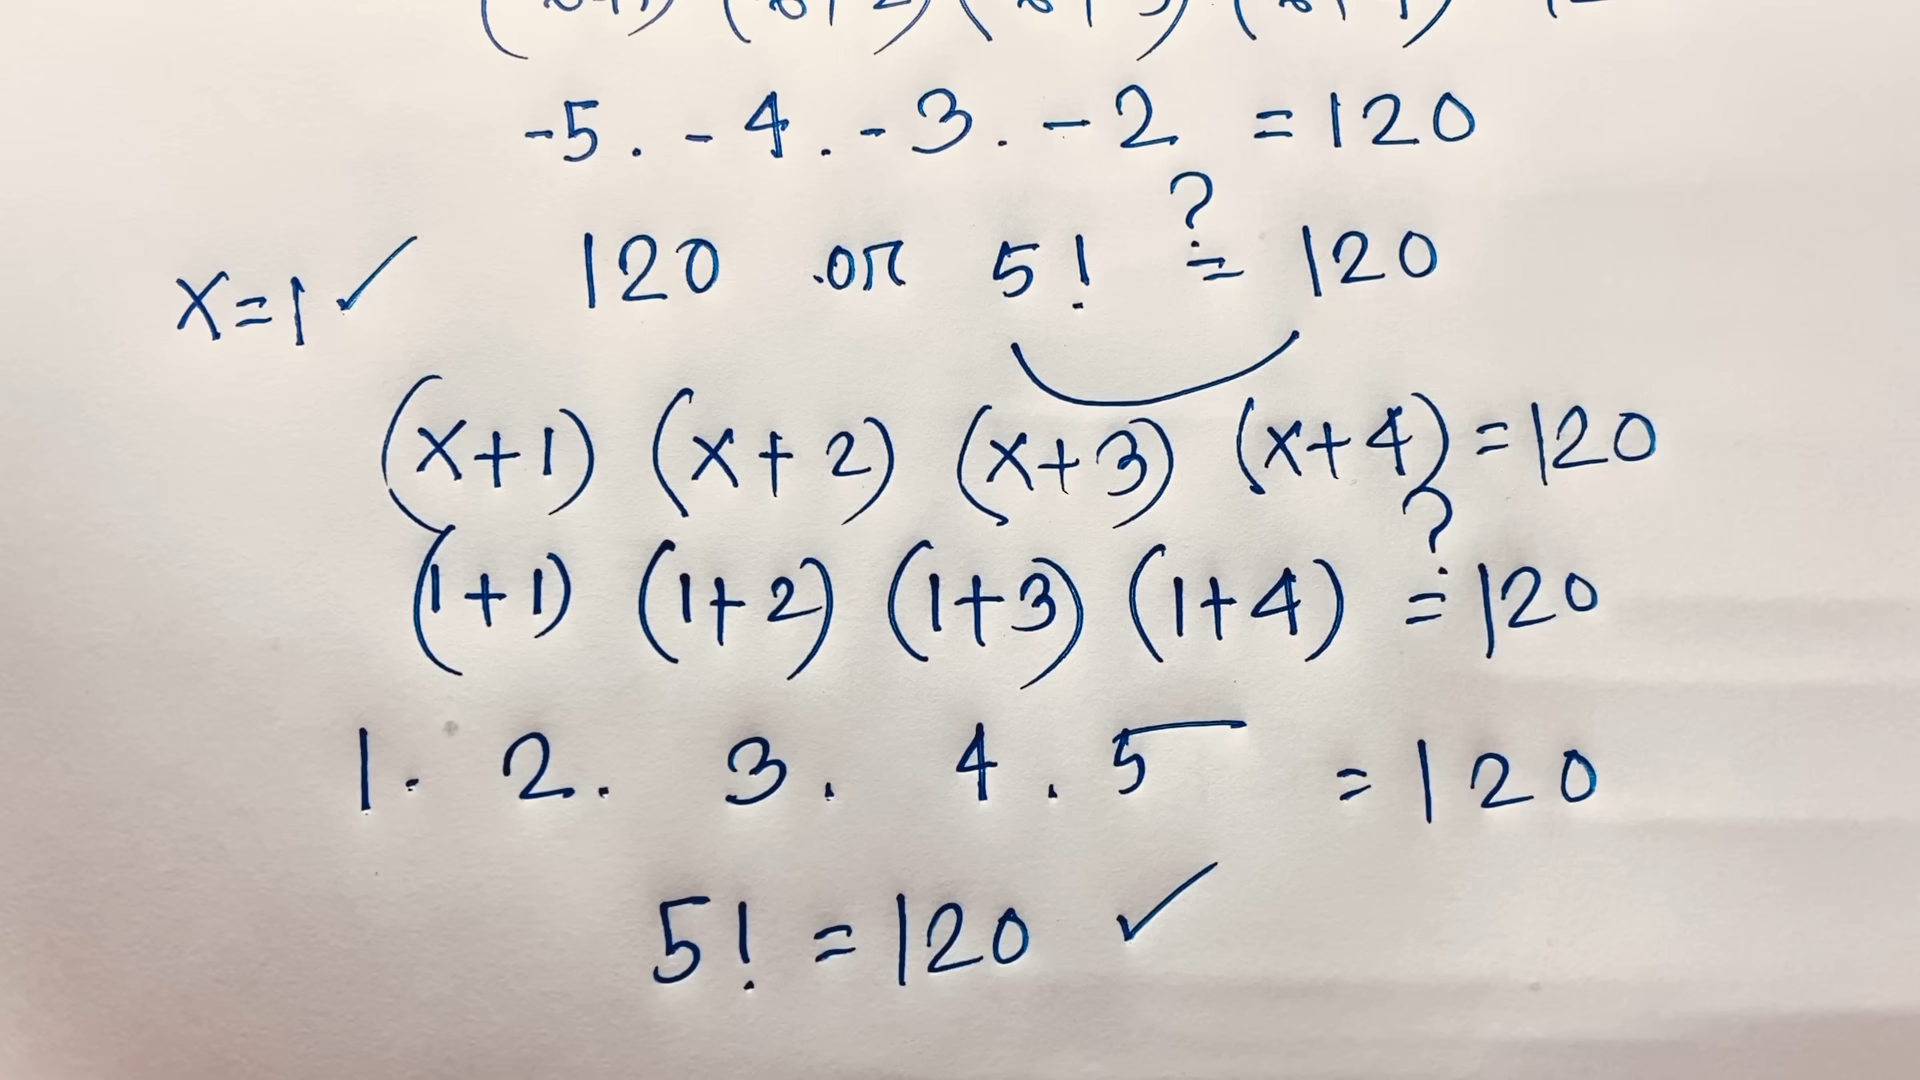 -5 . -4 . -3 . -2 = 120
120 or 5! ≟ 120
x=1 ✓
(x+1) (x+2) (x+3) (x+4) = 120
(1+1) (1+2) (1+3) (1+4) ≟ 120
1. 2. 3. 4. 5 = 120
5! = 120 ✓